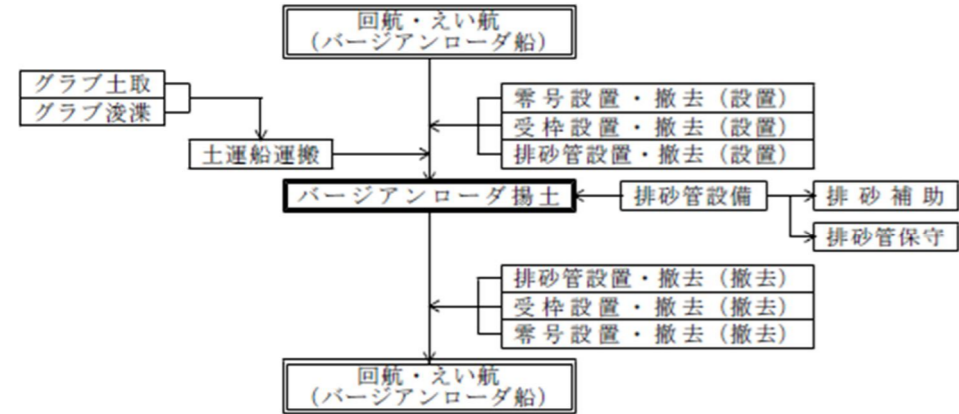 回航・えい航
(バージアンローダ船)
グラブ土取
グラブ浚渫
零号設置・撤去(設置)
受枠設置・撤去(設置)
排砂管設置・撤去(設置)
土運船運搬
バージアンローダ揚土
排砂管設備
排砂補助
排砂管保守
排砂管設置・撤去(撤去)
受枠設置・撤去(撤去)
零号設置・撤去(撤去)
回航・えい航
(バージアンローダ船)